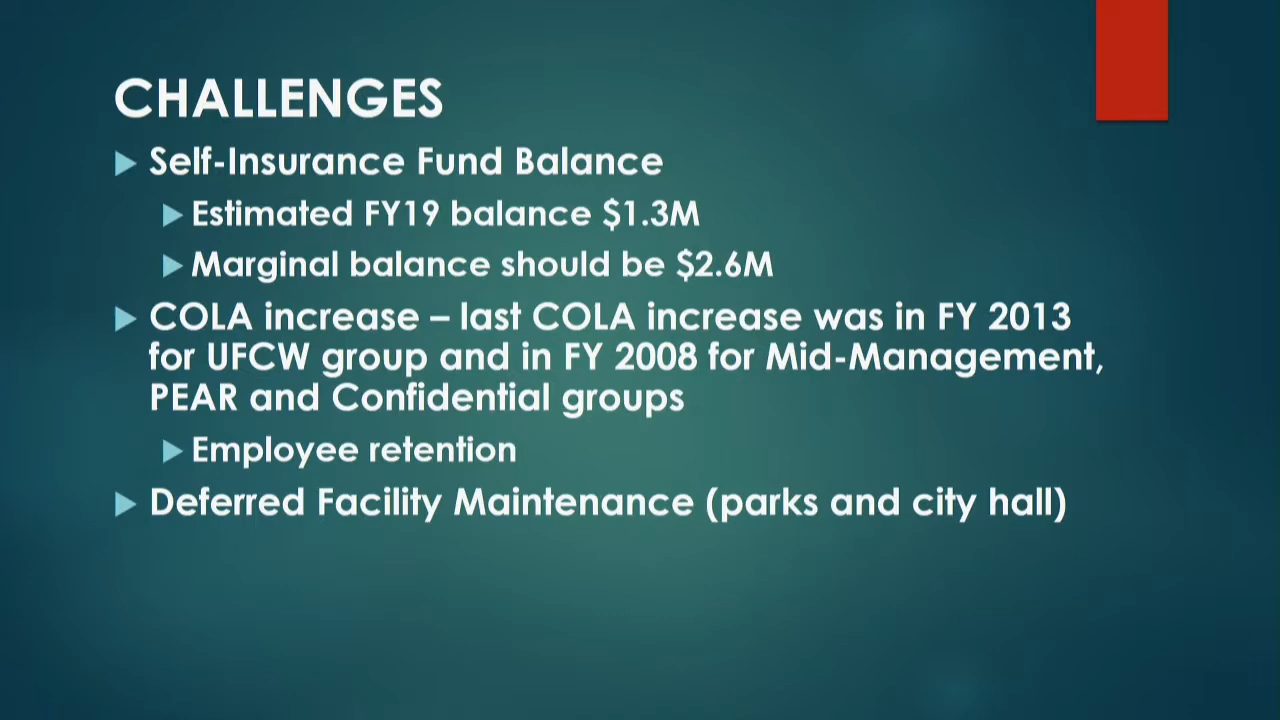 CHALLENGES
Self-Insurance Fund Balance
Estimated FY19 balance $1.3M
Marginal balance should be $2.6M
COLA increase – last COLA increase was in FY 2013
for UFCW group and in FY 2008 for Mid-Management,
PEAR and Confidential groups
Employee retention
Deferred Facility Maintenance (parks and city hall)